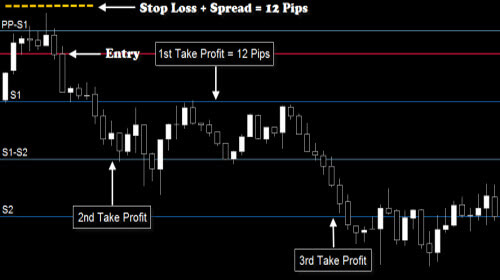 Stop Loss + Spread = 12 Pips
PP-S1
Entry
1st Take Profit = 12 Pips
S1
S1-S2
2nd Take Profit
S2
3rd Take Profit